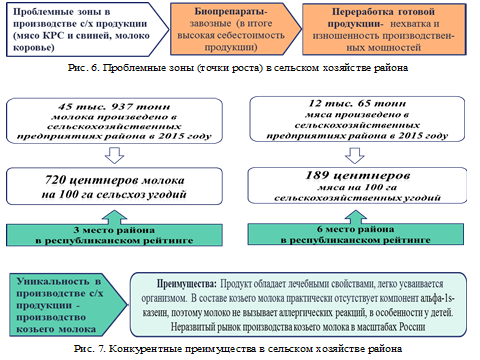 Проблемные зоны в
производстве с/х продукции
(мясо КРС и свиней, молоко
коровье)
Биопрепараты-
завозные (в итоге
высокая себестоимость
продукции)
Переработка готовой
продукции- нехватка и
изношенность производствен-
ных мощностей
Рис. 6. Проблемные зоны (точки роста) в сельском хозяйстве района
45 тыс. 937 тонн
молока произведено в
сельскохозяйственных
предприятиях района в 2015 году
12 тыс. 65 тонн
мяса произведено в
сельскохозяйственных
предприятиях района в 2015 году
720 центнеров молока
на 100 га сельхоз угодий
189 центнеров
мяса на 100 га
сельскохозяйственных угодий
3 место района
в республиканском рейтинге
6 место района
в республиканском рейтинге
Уникальность в
производстве с/х
продукции -
производство
козьего молока
Преимущества: Продукт обладает лечебными свойствами, легко усваивается
организмом. В составе козьего молока практически отсутствует компонент альфа-1s-
казеин, поэтому молоко не вызывает аллергических реакций, в особенности у детей.
Неразвитый рынок производства козьего молока в масштабах России
Рис. 7. Конкурентные преимущества в сельском хозяйстве района